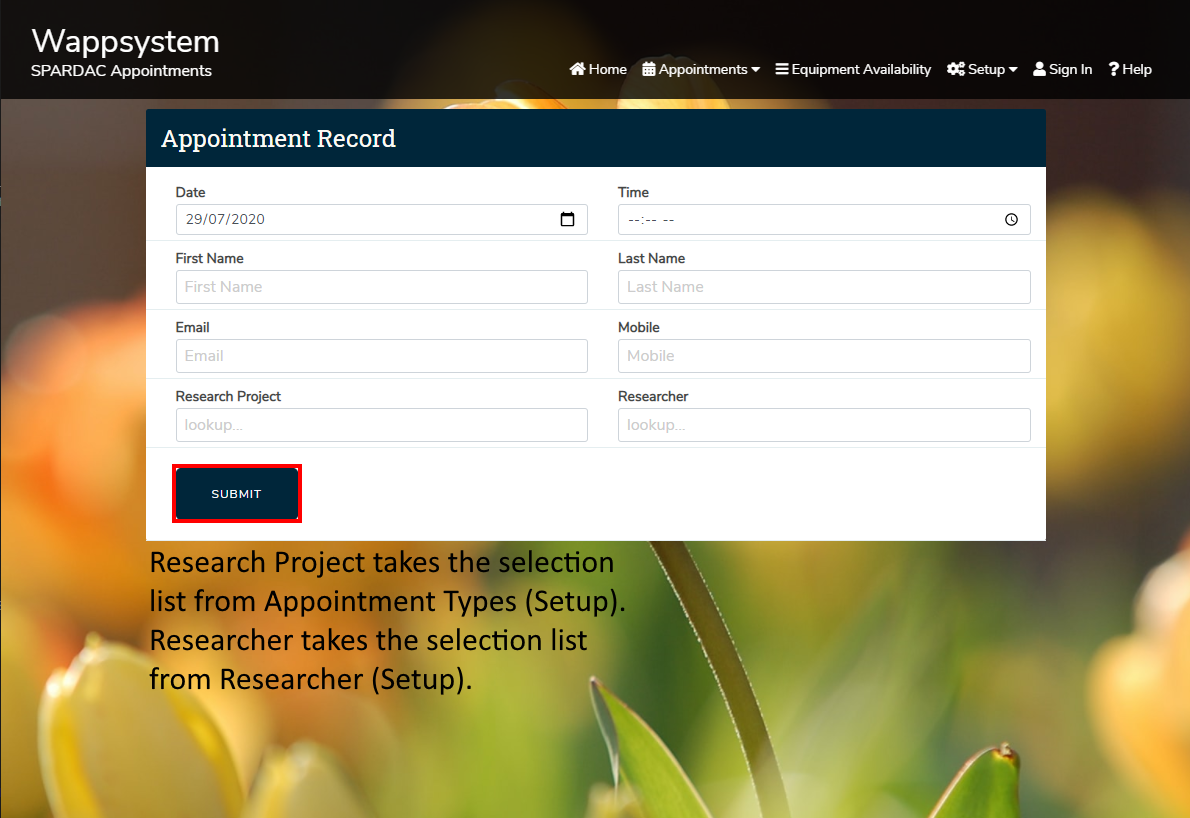 Wappsystem
SPARDAC Appointments
Home Appointments Equipment Availability Setup Sign In Help
Appointment Record
Date Time
29/07/2020 --:-- --
First Name Last Name
First Name Last Name
Email Mobile
Email Mobile
Research Project Researcher
lookup... lookup...
SUBMIT
Research Project takes the selection
list from Appointment Types (Setup).
Researcher takes the selection list
from Researcher (Setup).